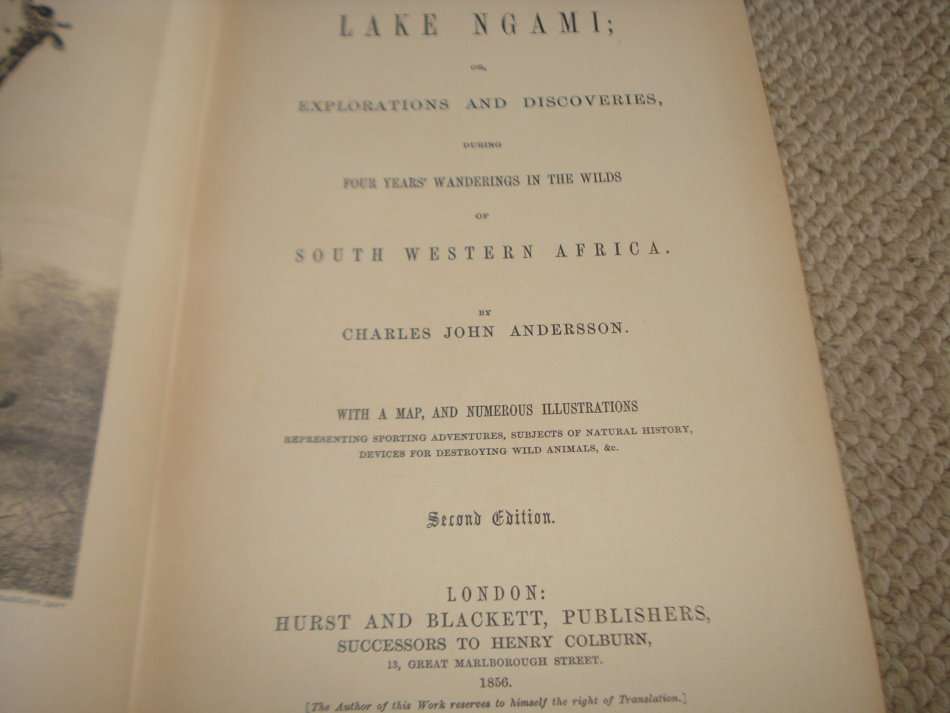 LAKE NGAMI;
OR,
EXPLORATIONS AND DISCOVERIES,
DURING
FOUR YEARS' WANDERINGS IN THE WILDS
OF
SOUTH WESTERN AFRICA.
BY
CHARLES JOHN ANDERSSON.
WITH A MAP, AND NUMEROUS ILLUSTRATIONS
REPRESENTING SPORTING ADVENTURES, SUBJECTS OF NATURAL HISTORY,
DEVICES FOR DESTROYING WILD ANIMALS, &c.
Second Edition.
LONDON:
HURST AND BLACKETT, PUBLISHERS,
SUCCESSORS TO HENRY COLBURN,
13, GREAT MARLBOROUGH STREET.
1856.
[The Author of this Work reserves to himself the right of Translation.]